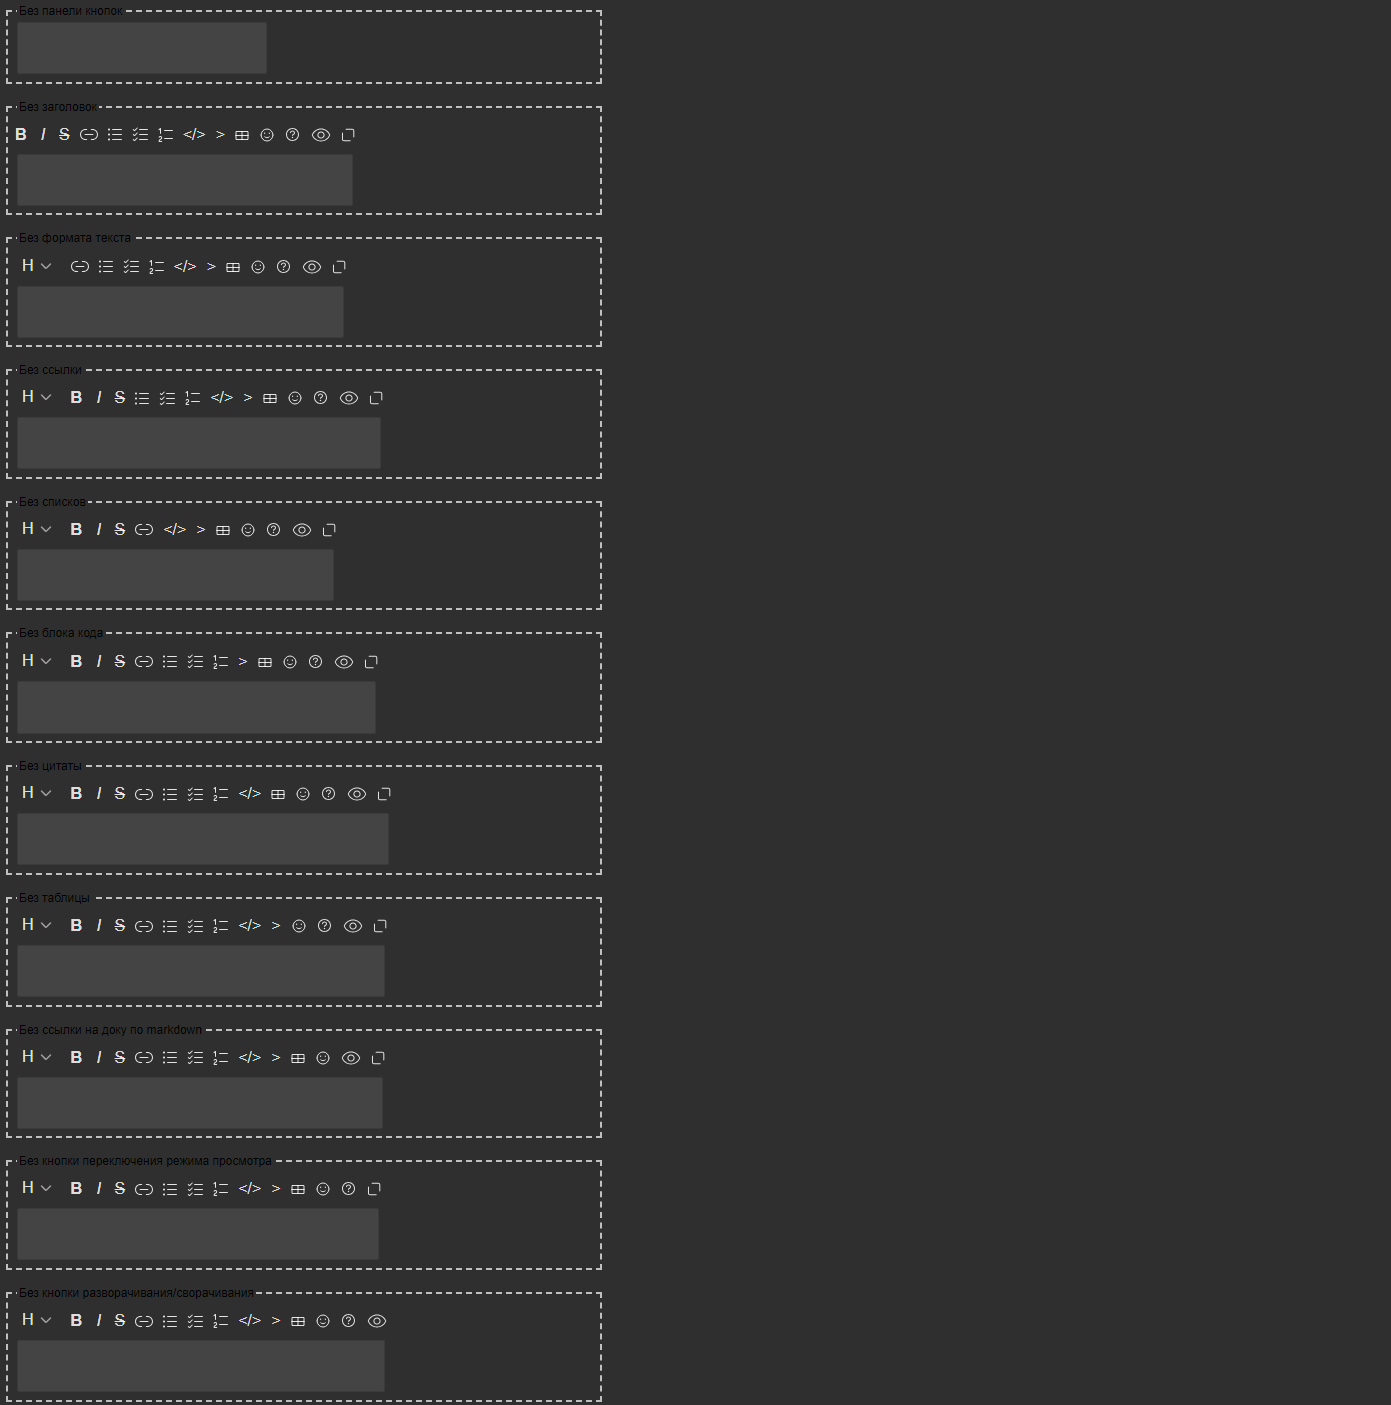 Без панели кнопок
Без заголовок
B I S </> >
Без формата текста
H </> >
Без ссылки
H B I S </> >
Без списков
H B I S </> >
Без блока кода
H B I S >
Без цитаты
H B I S </>
Без таблицы
H B I S </> >
Без ссылки на доку по markdown
H B I S </> >
Без кнопки переключения режима просмотра
H B I S </> >
Без кнопки разворачивания/сворачивания
H B I S </> >